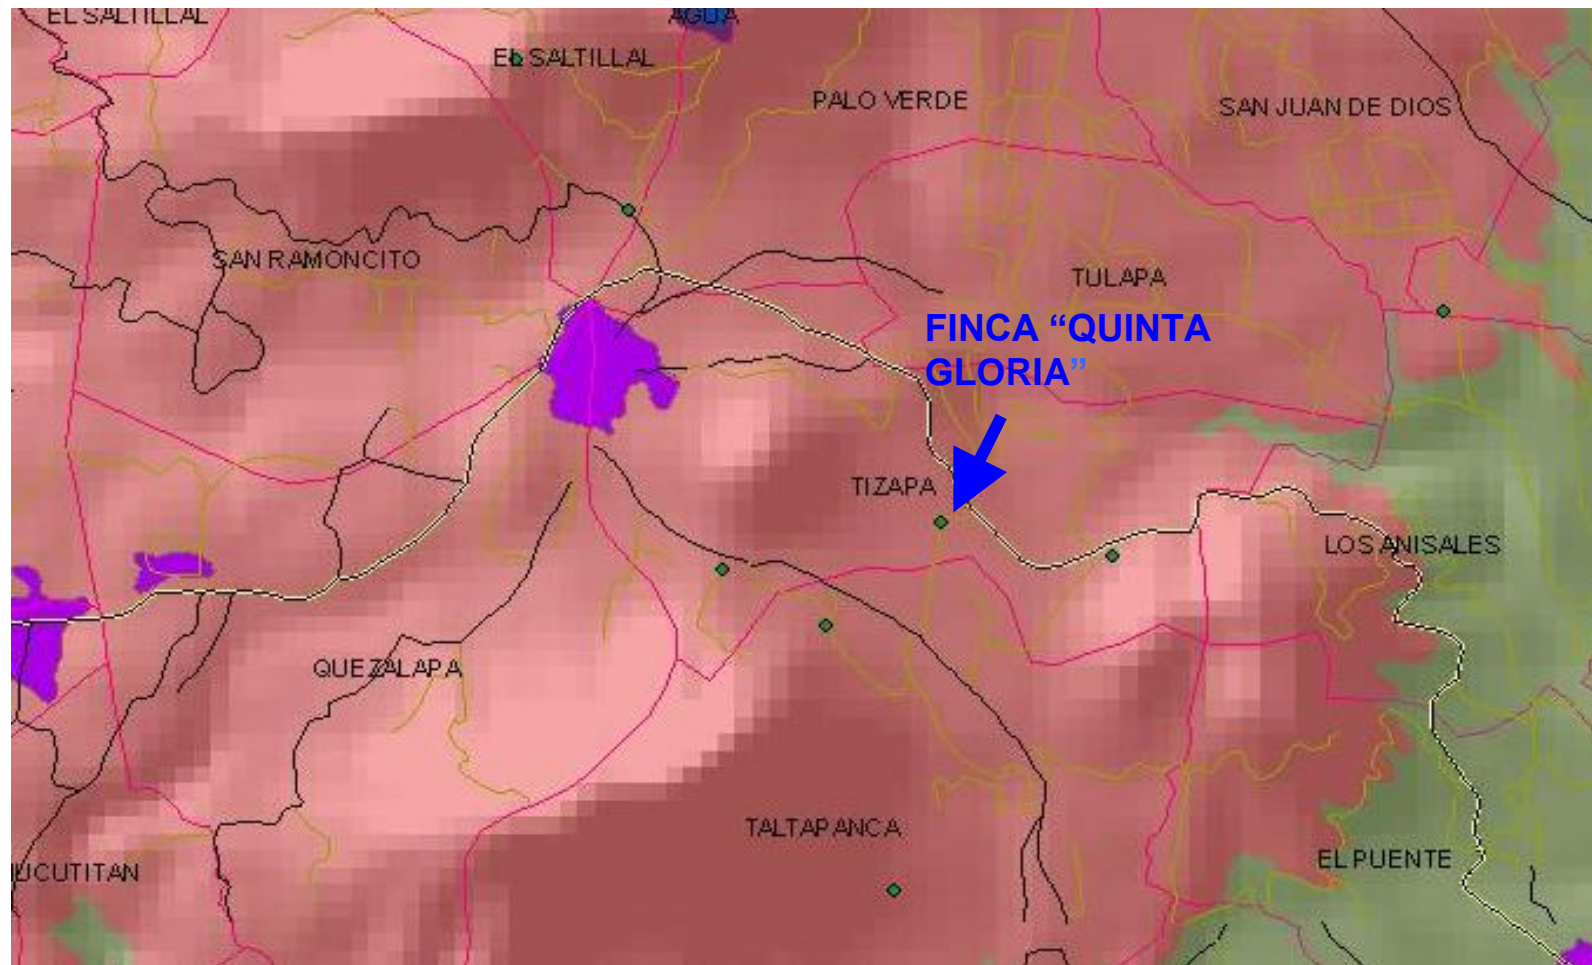 EL SALTILLAL
AGUA
EL SALTILLAL
PALO VERDE
SAN JUAN DE DIOS
SAN RAMONCITO
TULAPA
FINCA “QUINTA
GLORIA”
TIZAPA
LOS ANISALES
QUEZALAPA
TALTAPANCA
EL PUENTE
UCUTITAN